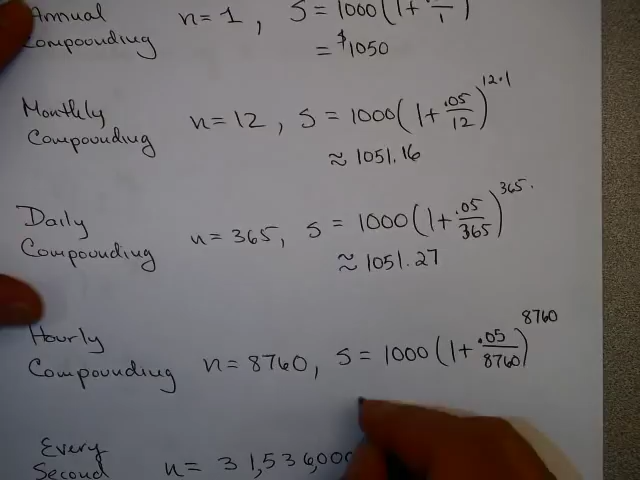 Annual n = 1, S = 1000(1 + /1)
Compounding = $1050
Monthly
Compounding n = 12, S = 1000(1 + .05/12)^12·1
≈ 1051.16
Daily
Compounding n = 365, S = 1000(1 + .05/365)^365·
≈ 1051.27
Hourly
Compounding n = 8760, S = 1000(1 + .05/8760)^8760
Every
Second n = 31,536,000